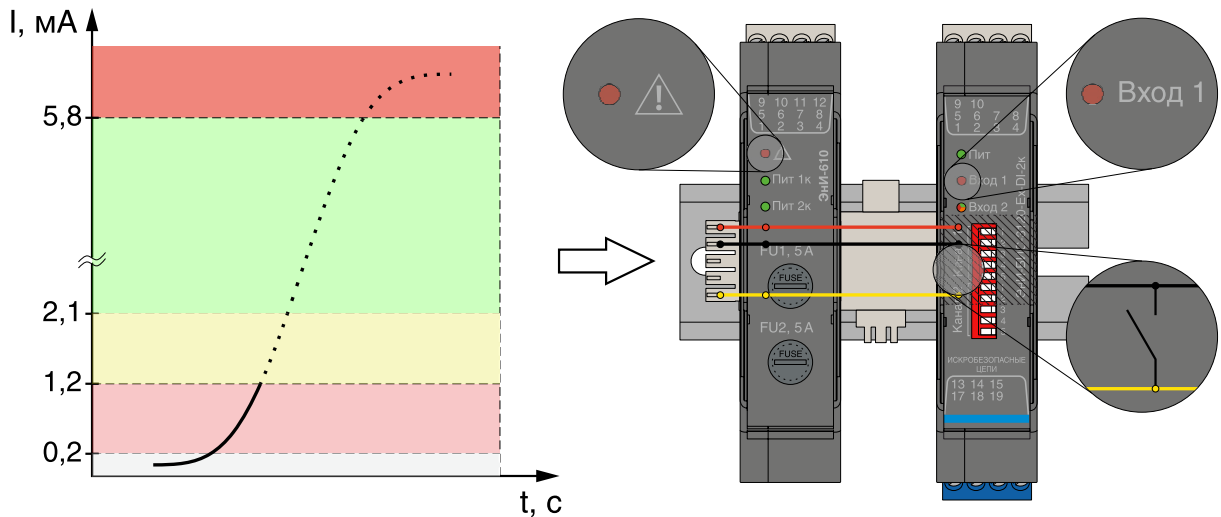 I, мА
5,8
2,1
1,2
0,2
t, с
⚠
9 10 11 12
5 6 7 8
1 2 3 4
Пит 1к
Пит 2к
ЭнИ-610
FU1, 5 А
FUSE
FU2, 5 А
FUSE
Вход 1
9 10
5 6 7 8
1 2 3 4
Пит
Вход 1
Вход 2
3
4
ИСКРОБЕЗОПАСНЫЕ
ЦЕПИ
13 14 15
17 18 19